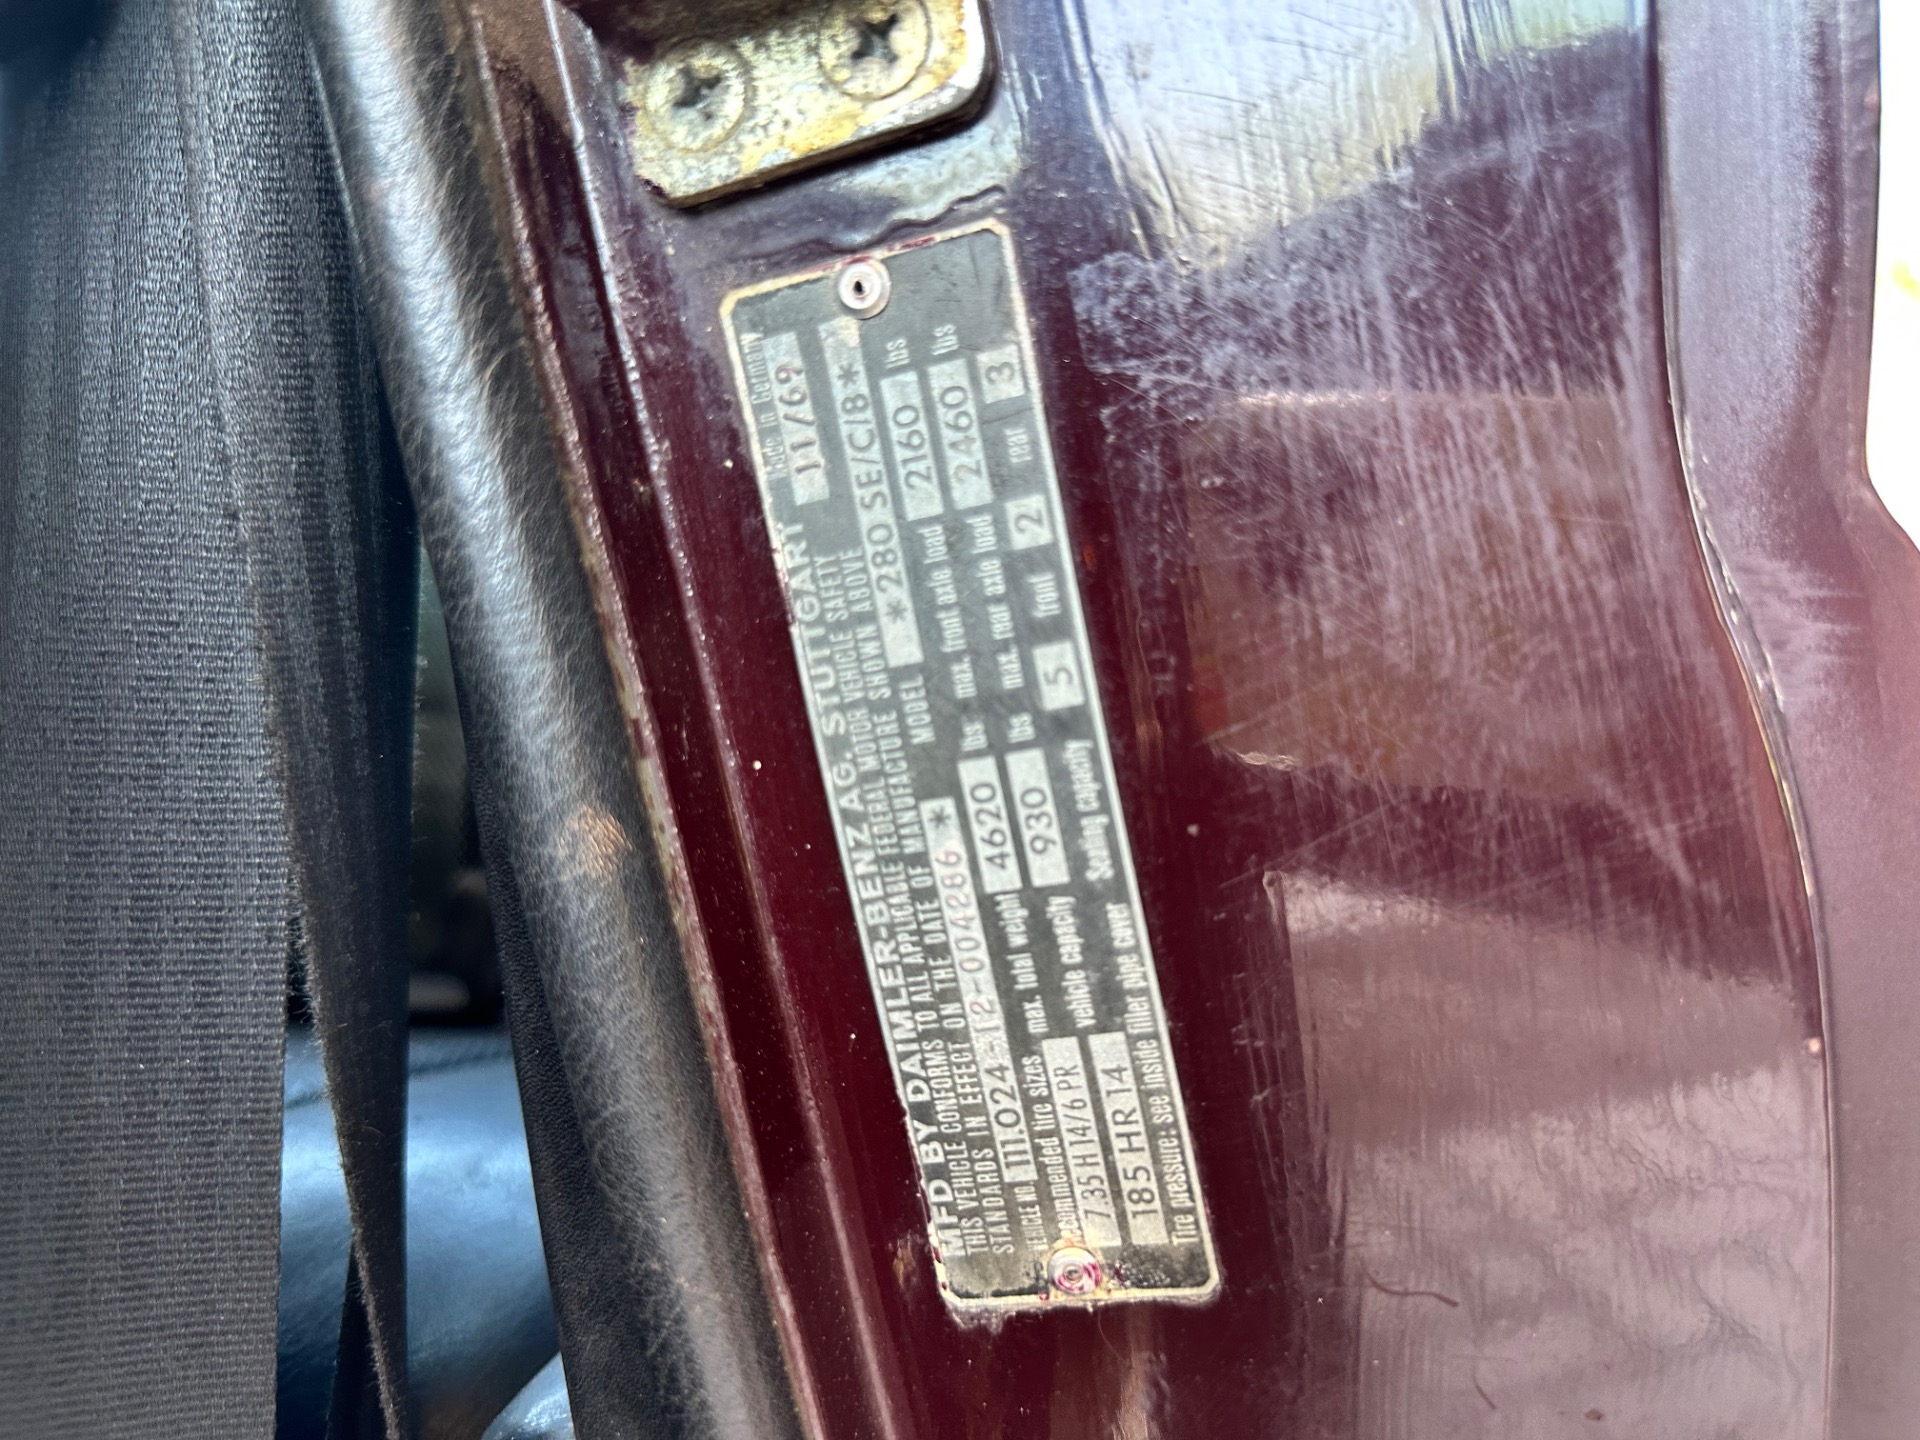 MFD BY DAIMLER-BENZ AG. STUTTGART Made in Germany
THIS VEHICLE CONFORMS TO ALL APPLICABLE FEDERAL MOTOR VEHICLE SAFETY 11/69
STANDARDS IN EFFECT ON THE DATE OF MANUFACTURE SHOWN ABOVE
VEHICLE NO 111.024-12-004286 * MODEL *280 SE/C/8*
Recommended tire sizes max. total weight 4620 lbs max. front axle load 2160 lbs
7.35 H 14/6 PR vehicle capacity 930 lbs max. rear axle load 2460 lbs
185 HR 14 Seating capacity 5 front 2 rear 3
Tire pressure: see inside filler pipe cover